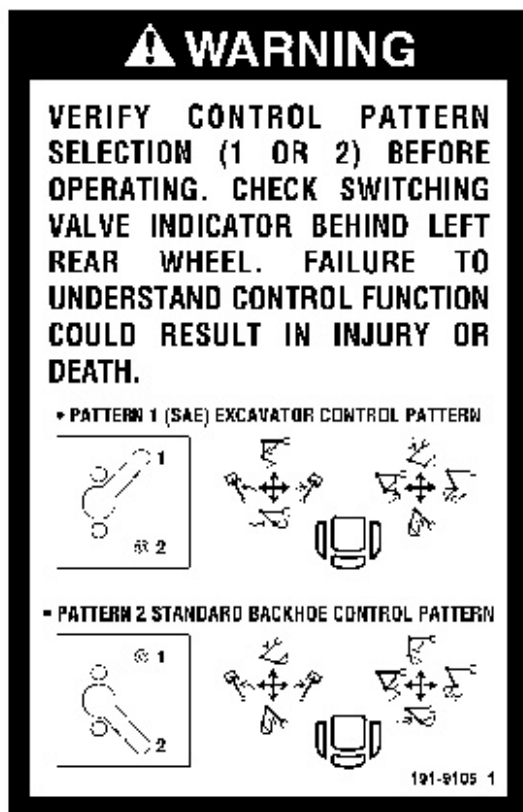 WARNING
VERIFY CONTROL PATTERN
SELECTION (1 OR 2) BEFORE
OPERATING. CHECK SWITCHING
VALVE INDICATOR BEHIND LEFT
REAR WHEEL. FAILURE TO
UNDERSTAND CONTROL FUNCTION
COULD RESULT IN INJURY OR
DEATH.
• PATTERN 1 (SAE) EXCAVATOR CONTROL PATTERN
1
2
• PATTERN 2 STANDARD BACKHOE CONTROL PATTERN
1
2
191-9105 1